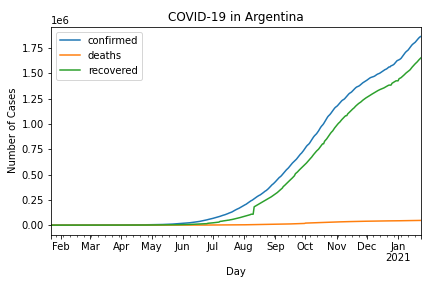 COVID-19 in Argentina
1e6
confirmed
deaths
recovered
1.75
1.50
1.25
1.00
0.75
0.50
0.25
0.00
Number of Cases
Feb Mar Apr May Jun Jul Aug Sep Oct Nov Dec Jan
2021
Day